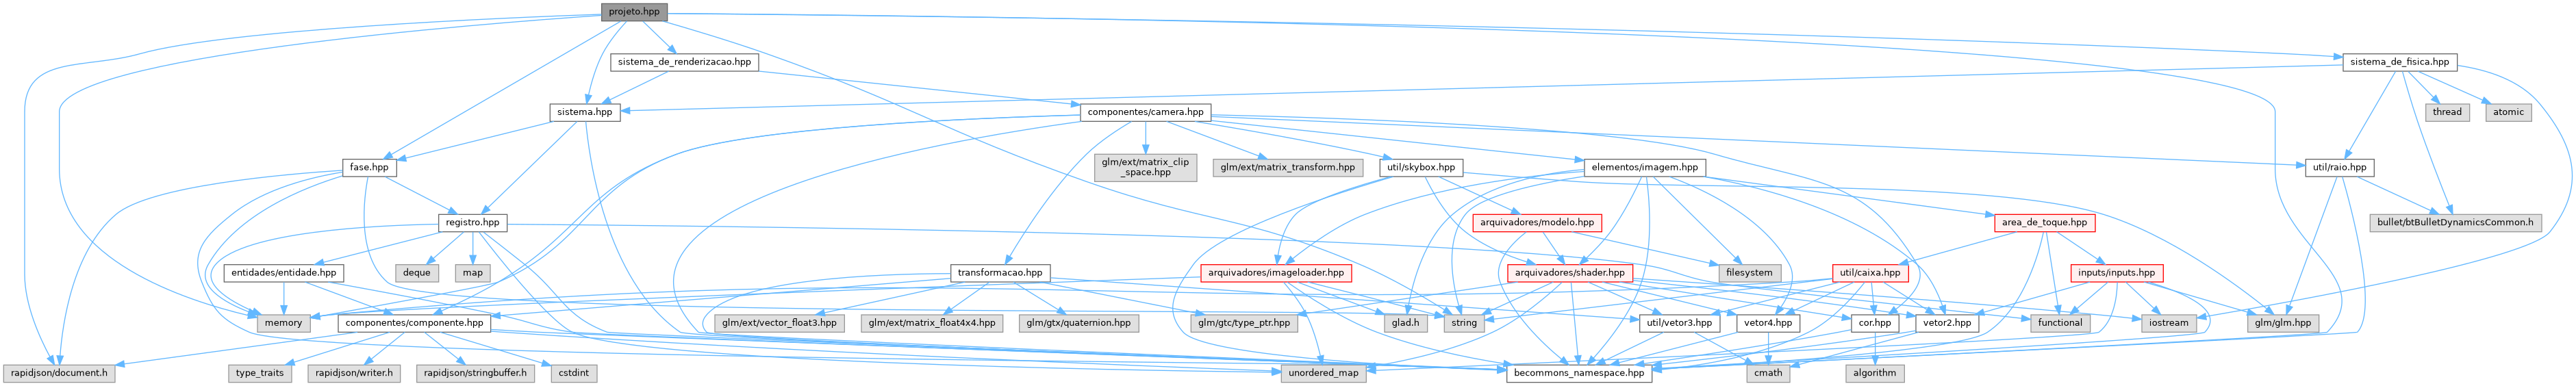 projeto.hpp
sistema_de_renderizacao.hpp
sistema_de_fisica.hpp
sistema.hpp
componentes/camera.hpp
thread
atomic
fase.hpp
glm/ext/matrix_clip
_space.hpp
glm/ext/matrix_transform.hpp
util/skybox.hpp
elementos/imagem.hpp
util/raio.hpp
registro.hpp
arquivadores/modelo.hpp
area_de_toque.hpp
bullet/btBulletDynamicsCommon.h
entidades/entidade.hpp
deque
map
transformacao.hpp
arquivadores/imageloader.hpp
arquivadores/shader.hpp
filesystem
util/caixa.hpp
inputs/inputs.hpp
memory
componentes/componente.hpp
glm/ext/vector_float3.hpp
glm/ext/matrix_float4x4.hpp
glm/gtx/quaternion.hpp
glm/gtc/type_ptr.hpp
glad.h
string
util/vetor3.hpp
vetor4.hpp
cor.hpp
vetor2.hpp
functional
iostream
glm/glm.hpp
rapidjson/document.h
type_traits
rapidjson/writer.h
rapidjson/stringbuffer.h
cstdint
unordered_map
becommons_namespace.hpp
cmath
algorithm